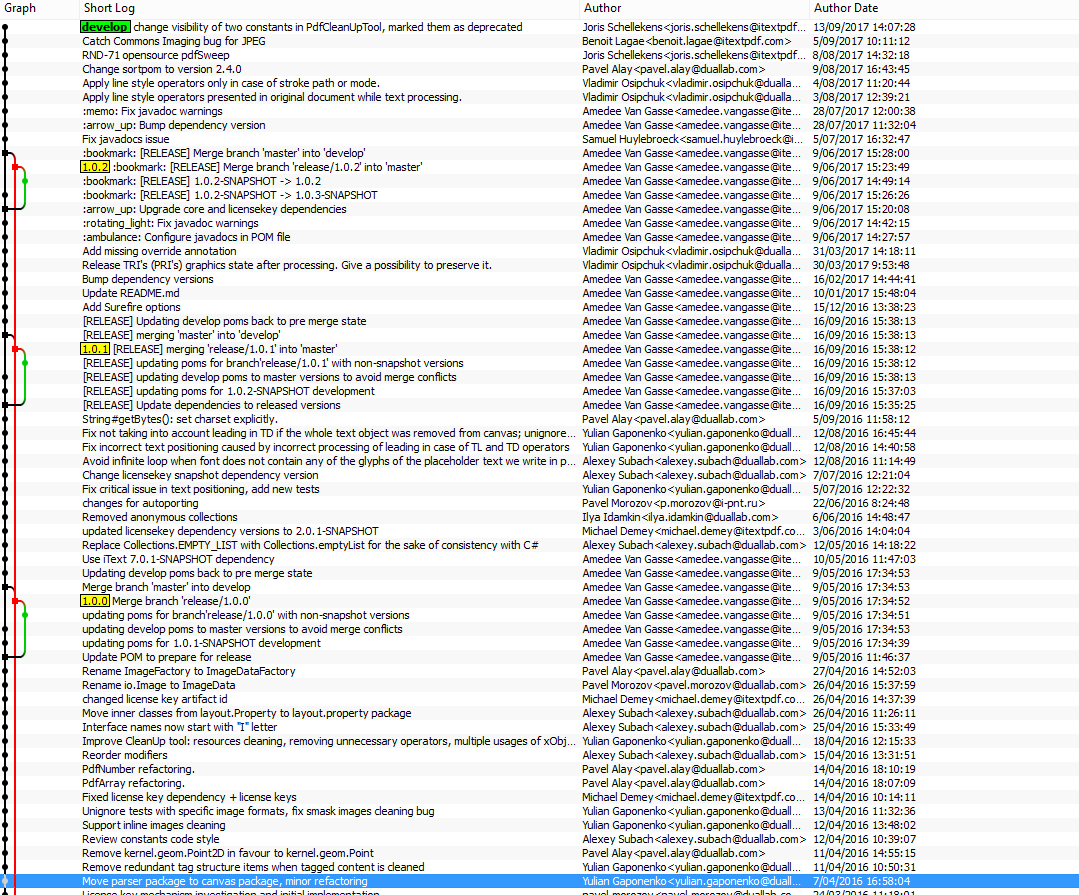 Graph Short Log Author Author Date
develop change visibility of two constants in PdfCleanUpTool, marked them as deprecated Joris Schellekens<joris.schellekens@itextpdf... 13/09/2017 14:07:28
Catch Commons Imaging bug for JPEG Benoit Lagae<benoit.lagae@itextpdf.com> 5/09/2017 10:11:12
RND-71 opensource pdfSweep Joris Schellekens<joris.schellekens@itextpdf... 8/08/2017 14:32:18
Change sortpom to version 2.4.0 Pavel Alay<pavel.alay@duallab.com> 9/08/2017 16:43:45
Apply line style operators only in case of stroke path or mode. Vladimir Osipchuk<vladimir.osipchuk@dualla... 4/08/2017 11:20:44
Apply line style operators presented in original document while text processing. Vladimir Osipchuk<vladimir.osipchuk@dualla... 3/08/2017 12:39:21
:memo: Fix javadoc warnings Amedee Van Gasse<amedee.vangasse@ite... 28/07/2017 12:00:38
:arrow_up: Bump dependency version Amedee Van Gasse<amedee.vangasse@ite... 28/07/2017 11:32:04
Fix javadocs issue Samuel Huylebroeck<samuel.huylebroeck@i... 5/07/2017 16:32:47
:bookmark: [RELEASE] Merge branch 'master' into 'develop' Amedee Van Gasse<amedee.vangasse@ite... 9/06/2017 15:28:00
1.0.2 :bookmark: [RELEASE] Merge branch 'release/1.0.2' into 'master' Amedee Van Gasse<amedee.vangasse@ite... 9/06/2017 15:23:49
:bookmark: [RELEASE] 1.0.2-SNAPSHOT -> 1.0.2 Amedee Van Gasse<amedee.vangasse@ite... 9/06/2017 14:49:14
:bookmark: [RELEASE] 1.0.2-SNAPSHOT -> 1.0.3-SNAPSHOT Amedee Van Gasse<amedee.vangasse@ite... 9/06/2017 15:26:26
:arrow_up: Upgrade core and licensekey dependencies Amedee Van Gasse<amedee.vangasse@ite... 9/06/2017 15:20:08
:rotating_light: Fix javadoc warnings Amedee Van Gasse<amedee.vangasse@ite... 9/06/2017 14:42:15
:ambulance: Configure javadocs in POM file Amedee Van Gasse<amedee.vangasse@ite... 9/06/2017 14:27:57
Add missing override annotation Vladimir Osipchuk<vladimir.osipchuk@dualla... 31/03/2017 14:18:11
Release TRI's (PRI's) graphics state after processing. Give a possibility to preserve it. Vladimir Osipchuk<vladimir.osipchuk@dualla... 30/03/2017 9:53:48
Bump dependency versions Amedee Van Gasse<amedee.vangasse@ite... 16/02/2017 14:44:41
Update README.md Amedee Van Gasse<amedee.vangasse@ite... 10/01/2017 15:48:04
Add Surefire options Amedee Van Gasse<amedee.vangasse@ite... 15/12/2016 13:38:23
[RELEASE] Updating develop poms back to pre merge state Amedee Van Gasse<amedee.vangasse@ite... 16/09/2016 15:38:13
[RELEASE] merging 'master' into 'develop' Amedee Van Gasse<amedee.vangasse@ite... 16/09/2016 15:38:13
1.0.1 [RELEASE] merging 'release/1.0.1' into 'master' Amedee Van Gasse<amedee.vangasse@ite... 16/09/2016 15:38:12
[RELEASE] updating poms for branch'release/1.0.1' with non-snapshot versions Amedee Van Gasse<amedee.vangasse@ite... 16/09/2016 15:38:12
[RELEASE] updating develop poms to master versions to avoid merge conflicts Amedee Van Gasse<amedee.vangasse@ite... 16/09/2016 15:38:13
[RELEASE] updating poms for 1.0.2-SNAPSHOT development Amedee Van Gasse<amedee.vangasse@ite... 16/09/2016 15:37:03
[RELEASE] Update dependencies to released versions Amedee Van Gasse<amedee.vangasse@ite... 16/09/2016 15:35:25
String#getBytes(): set charset explicitly. Pavel Alay<pavel.alay@duallab.com> 5/09/2016 11:58:12
Fix not taking into account leading in TD if the whole text object was removed from canvas; unignore... Yulian Gaponenko<yulian.gaponenko@duall... 12/08/2016 16:45:44
Fix incorrect text positioning caused by incorrect processing of leading in case of TL and TD operators Yulian Gaponenko<yulian.gaponenko@duall... 12/08/2016 14:40:58
Avoid infinite loop when font does not contain any of the glyphs of the placeholder text we write in p... Alexey Subach<alexey.subach@duallab.com> 12/08/2016 11:14:49
Change licensekey snapshot dependency version Alexey Subach<alexey.subach@duallab.com> 7/07/2016 12:21:04
Fix critical issue in text positioning, add new tests Yulian Gaponenko<yulian.gaponenko@duall... 5/07/2016 12:22:32
changes for autoporting Pavel Morozov<p.morozov@i-pnt.ru> 22/06/2016 8:24:48
Removed anonymous collections Ilya Idamkin<ilya.idamkin@duallab.com> 6/06/2016 14:48:47
updated licensekey dependency versions to 2.0.1-SNAPSHOT Michael Demey<michael.demey@itextpdf.co... 3/06/2016 14:04:04
Replace Collections.EMPTY_LIST with Collections.emptyList for the sake of consistency with C# Alexey Subach<alexey.subach@duallab.com> 12/05/2016 14:18:22
Use iText 7.0.1-SNAPSHOT dependency Amedee Van Gasse<amedee.vangasse@ite... 10/05/2016 11:47:03
Updating develop poms back to pre merge state Amedee Van Gasse<amedee.vangasse@ite... 9/05/2016 17:34:53
Merge branch 'master' into develop Amedee Van Gasse<amedee.vangasse@ite... 9/05/2016 17:34:53
1.0.0 Merge branch 'release/1.0.0' Amedee Van Gasse<amedee.vangasse@ite... 9/05/2016 17:34:52
updating poms for branch'release/1.0.0' with non-snapshot versions Amedee Van Gasse<amedee.vangasse@ite... 9/05/2016 17:34:51
updating develop poms to master versions to avoid merge conflicts Amedee Van Gasse<amedee.vangasse@ite... 9/05/2016 17:34:53
updating poms for 1.0.1-SNAPSHOT development Amedee Van Gasse<amedee.vangasse@ite... 9/05/2016 17:34:39
Update POM to prepare for release Amedee Van Gasse<amedee.vangasse@ite... 9/05/2016 11:46:37
Rename ImageFactory to ImageDataFactory Pavel Alay<pavel.alay@duallab.com> 27/04/2016 14:52:03
Rename io.Image to ImageData Pavel Morozov<pavel.morozov@duallab.com> 26/04/2016 15:37:59
changed license key artifact id Michael Demey<michael.demey@itextpdf.co... 26/04/2016 14:37:39
Move inner classes from layout.Property to layout.property package Alexey Subach<alexey.subach@duallab.com> 26/04/2016 11:26:11
Interface names now start with "I" letter Alexey Subach<alexey.subach@duallab.com> 25/04/2016 15:33:49
Improve CleanUp tool: resources cleaning, removing unnecessary operators, multiple usages of xObj... Yulian Gaponenko<yulian.gaponenko@duall... 18/04/2016 12:15:33
Reorder modifiers Alexey Subach<alexey.subach@duallab.com> 15/04/2016 13:31:51
PdfNumber refactoring. Pavel Alay<pavel.alay@duallab.com> 14/04/2016 18:10:19
PdfArray refactoring. Pavel Alay<pavel.alay@duallab.com> 14/04/2016 18:07:09
Fixed license key dependency + license keys Michael Demey<michael.demey@itextpdf.co... 14/04/2016 10:14:11
Unignore tests with specific image formats, fix smask images cleaning bug Yulian Gaponenko<yulian.gaponenko@duall... 13/04/2016 11:32:36
Support inline images cleaning Yulian Gaponenko<yulian.gaponenko@duall... 12/04/2016 13:48:02
Review constants code style Alexey Subach<alexey.subach@duallab.com> 12/04/2016 10:39:07
Remove kernel.geom.Point2D in favour to kernel.geom.Point Pavel Alay<pavel.alay@duallab.com> 11/04/2016 14:55:15
Remove redundant tag structure items when tagged content is cleaned Yulian Gaponenko<yulian.gaponenko@duall... 11/04/2016 10:50:31
Move parser package to canvas package, minor refactoring Yulian Gaponenko<yulian.gaponenko@duall... 7/04/2016 16:58:04